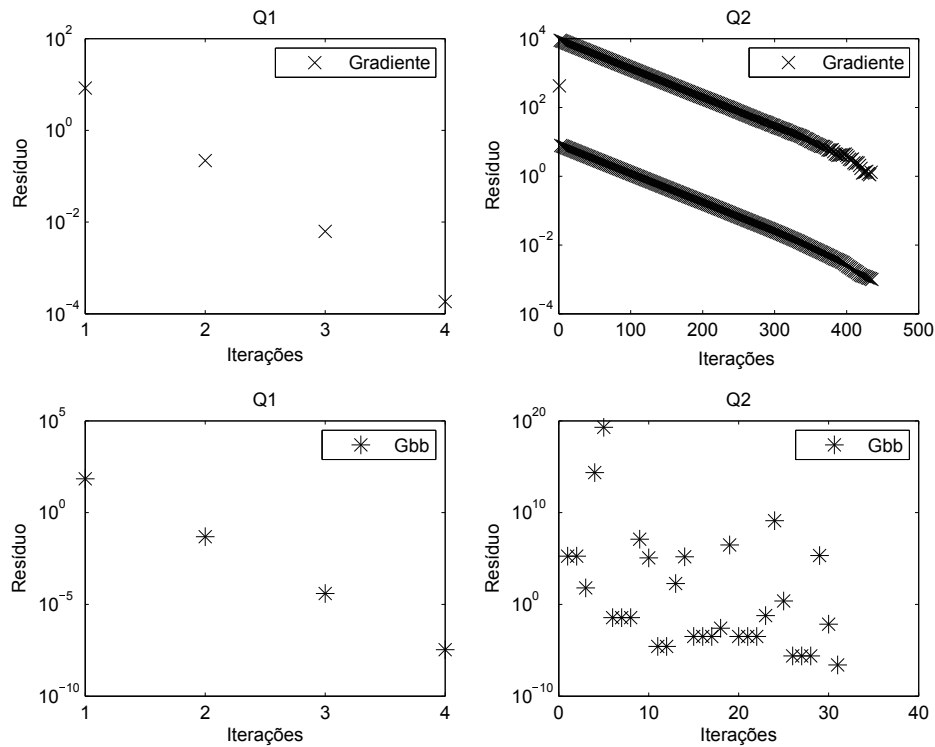 Q1
10^2
10^0
10^−2
10^−4
Resíduo
1 2 3 4
Iterações
Gradiente
Q2
10^4
10^2
10^0
10^−2
10^−4
Resíduo
0 100 200 300 400 500
Iterações
Gradiente
Q1
10^5
10^0
10^−5
10^−10
Resíduo
1 2 3 4
Iterações
Gbb
Q2
10^20
10^10
10^0
10^−10
Resíduo
0 10 20 30 40
Iterações
Gbb